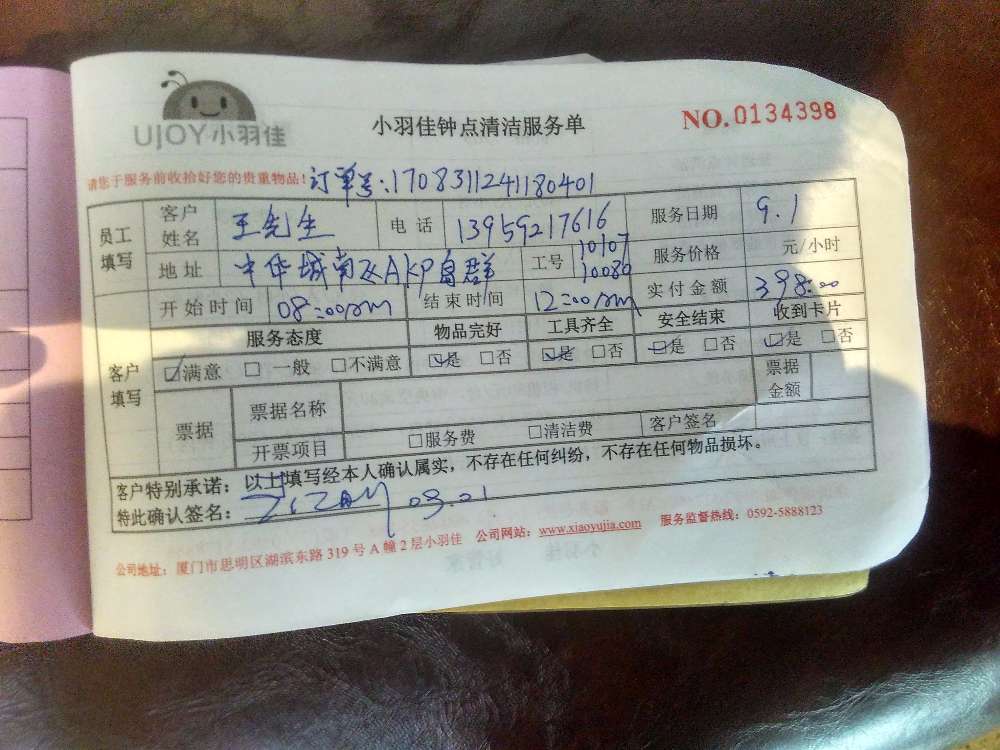 UJOY小羽佳
小羽佳钟点清洁服务单
NO.0134398
请您于服务前收拾好您的贵重物品!
订单号:1708311241180401
员工填写 客户姓名 王先生 电话 13959217616 服务日期 9.1
地址 中华城南区A 工号 10107 10080 服务价格 元/小时
开始时间 08:00am 结束时间 12:00am 实付金额 398:00
服务态度 物品完好 工具齐全 安全结束 收到卡片
客户填写 ☑满意 □一般 □不满意 ☑是 □否 ☑是 □否 ☑是 □否 ☑是 □否
票据 票据名称 票据金额
开票项目 □服务费 □清洁费 客户签名
客户特别承诺:以上填写经本人确认属实,不存在任何纠纷,不存在任何物品损坏。
特此确认签名: 09.01
公司地址:厦门市思明区湖滨东路319号A幢2层小羽佳 公司网站:www.xiaoyujia.com 服务监督热线:0592-5888123